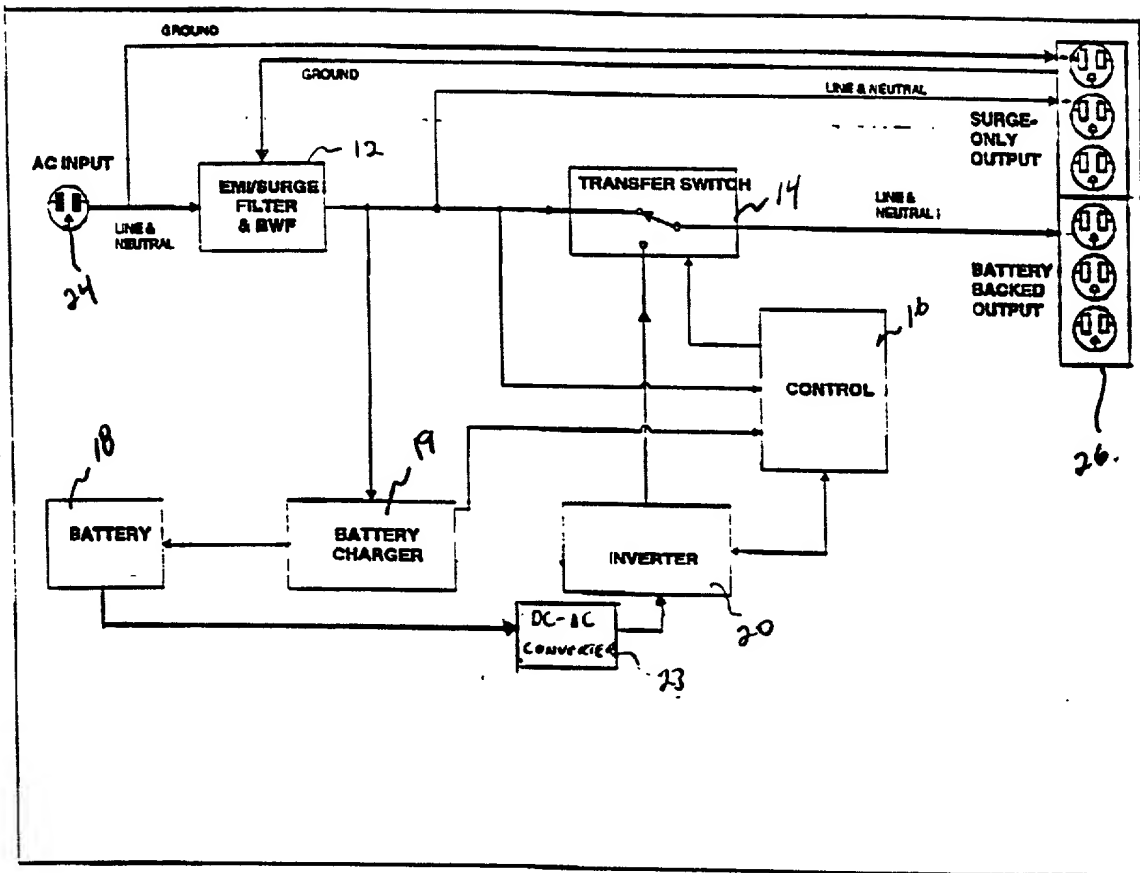 GROUND
GROUND
LINE & NEUTRAL
SURGE-
ONLY
OUTPUT
AC INPUT
12
EMI/SURGE
FILTER
& BWF
TRANSFER SWITCH
14
LINE &
NEUTRAL
LINE &
NEUTRAL
24
BATTERY
BACKED
OUTPUT
16
CONTROL
26.
18
19
BATTERY
BATTERY
CHARGER
INVERTER
20
DC-AC
CONVERTER
23